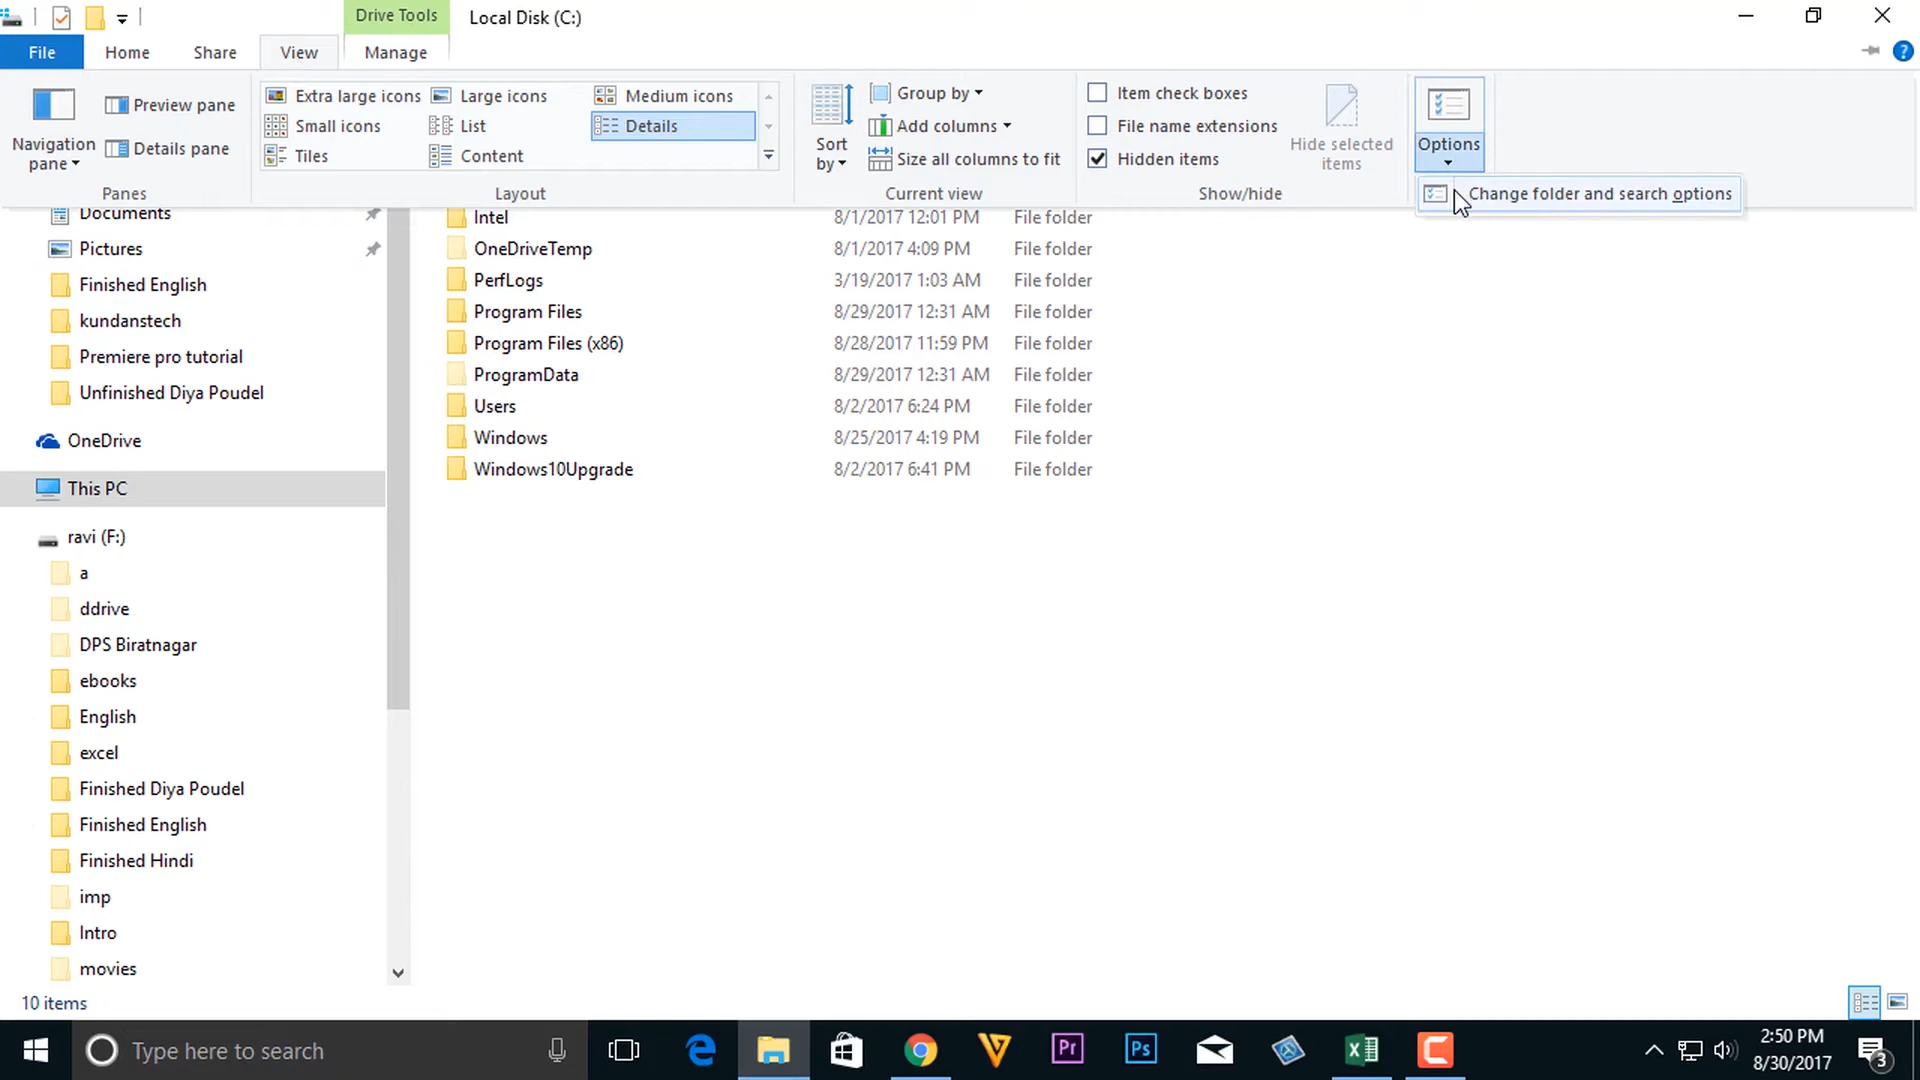 Drive Tools
Local Disk (C:)
File
Home
Share
View
Manage
Navigation pane
Preview pane
Details pane
Panes
Extra large icons
Large icons
Medium icons
Small icons
List
Details
Tiles
Content
Layout
Sort by
Group by
Add columns
Size all columns to fit
Current view
Item check boxes
File name extensions
Hidden items
Hide selected items
Show/hide
Options
Change folder and search options
Documents
Pictures
Finished English
kundanstech
Premiere pro tutorial
Unfinished Diya Poudel
OneDrive
This PC
ravi (F:)
a
ddrive
DPS Biratnagar
ebooks
English
excel
Finished Diya Poudel
Finished English
Finished Hindi
imp
Intro
movies
Intel 8/1/2017 12:01 PM File folder
OneDriveTemp 8/1/2017 4:09 PM File folder
PerfLogs 3/19/2017 1:03 AM File folder
Program Files 8/29/2017 12:31 AM File folder
Program Files (x86) 8/28/2017 11:59 PM File folder
ProgramData 8/29/2017 12:31 AM File folder
Users 8/2/2017 6:24 PM File folder
Windows 8/25/2017 4:19 PM File folder
Windows10Upgrade 8/2/2017 6:41 PM File folder
10 items
Type here to search
Pr
Ps
2:50 PM
8/30/2017
3